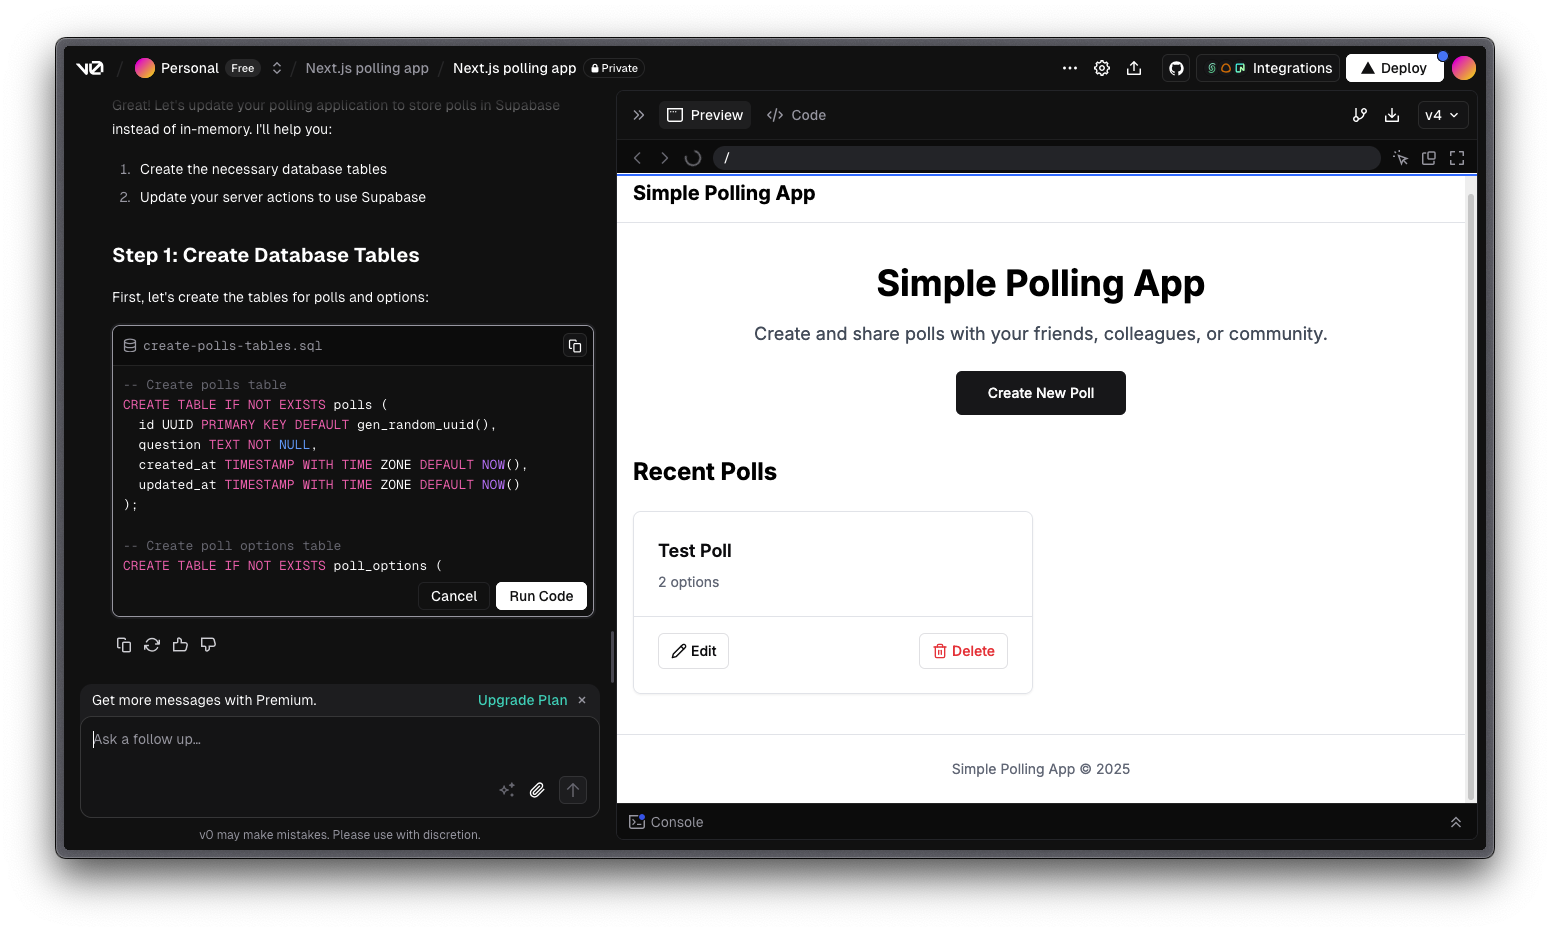 v0 / Personal Free / Next.js polling app / Next.js polling app Private
Integrations Deploy
Great! Let's update your polling application to store polls in Supabase
instead of in-memory. I'll help you:
1. Create the necessary database tables
2. Update your server actions to use Supabase
Step 1: Create Database Tables
First, let's create the tables for polls and options:
create-polls-tables.sql
-- Create polls table
CREATE TABLE IF NOT EXISTS polls (
id UUID PRIMARY KEY DEFAULT gen_random_uuid(),
question TEXT NOT NULL,
created_at TIMESTAMP WITH TIME ZONE DEFAULT NOW(),
updated_at TIMESTAMP WITH TIME ZONE DEFAULT NOW()
);
-- Create poll options table
CREATE TABLE IF NOT EXISTS poll_options (
Cancel Run Code
Get more messages with Premium. Upgrade Plan ×
Ask a follow up…
v0 may make mistakes. Please use with discretion.
Preview </> Code v4
/
Simple Polling App
Simple Polling App
Create and share polls with your friends, colleagues, or community.
Create New Poll
Recent Polls
Test Poll
2 options
Edit Delete
Simple Polling App © 2025
Console